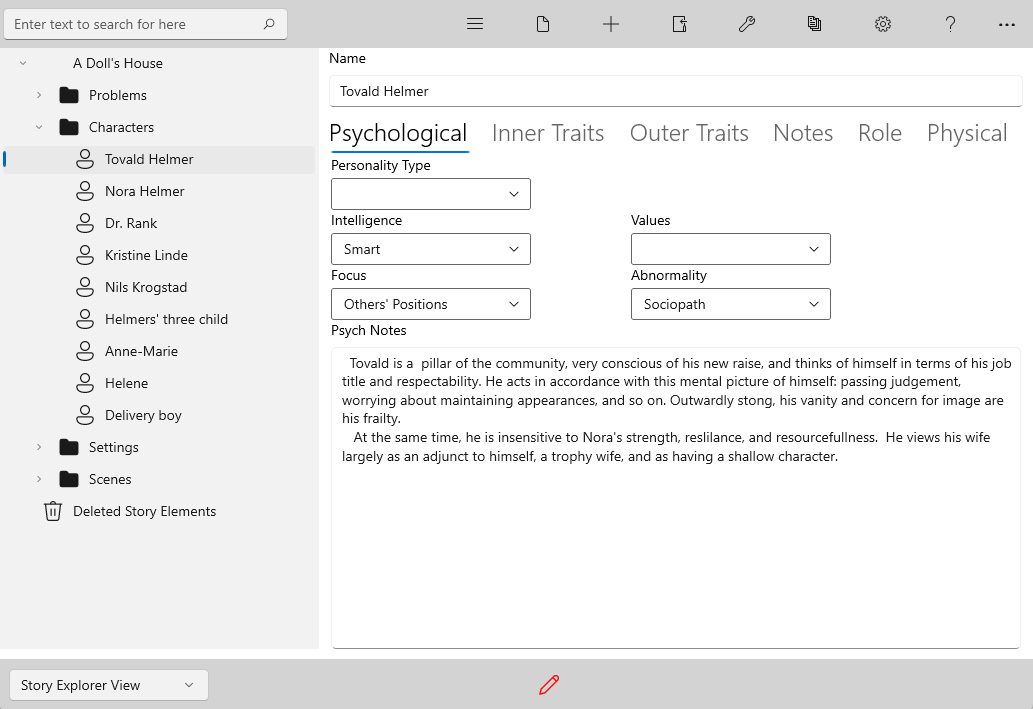 Enter text to search for here
A Doll's House
Problems
Characters
Tovald Helmer
Nora Helmer
Dr. Rank
Kristine Linde
Nils Krogstad
Helmers' three child
Anne-Marie
Helene
Delivery boy
Settings
Scenes
Deleted Story Elements
Name
Tovald Helmer
Psychological Inner Traits Outer Traits Notes Role Physical
Personality Type
Intelligence Values
Smart
Focus Abnormality
Others' Positions Sociopath
Psych Notes
Tovald is a  pillar of the community, very conscious of his new raise, and thinks of himself in terms of his job
title and respectability. He acts in accordance with this mental picture of himself: passing judgement,
worrying about maintaining appearances, and so on. Outwardly stong, his vanity and concern for image are
his frailty.
At the same time, he is insensitive to Nora's strength, reslilance, and resourcefullness.  He views his wife
largely as an adjunct to himself, a trophy wife, and as having a shallow character.
Story Explorer View